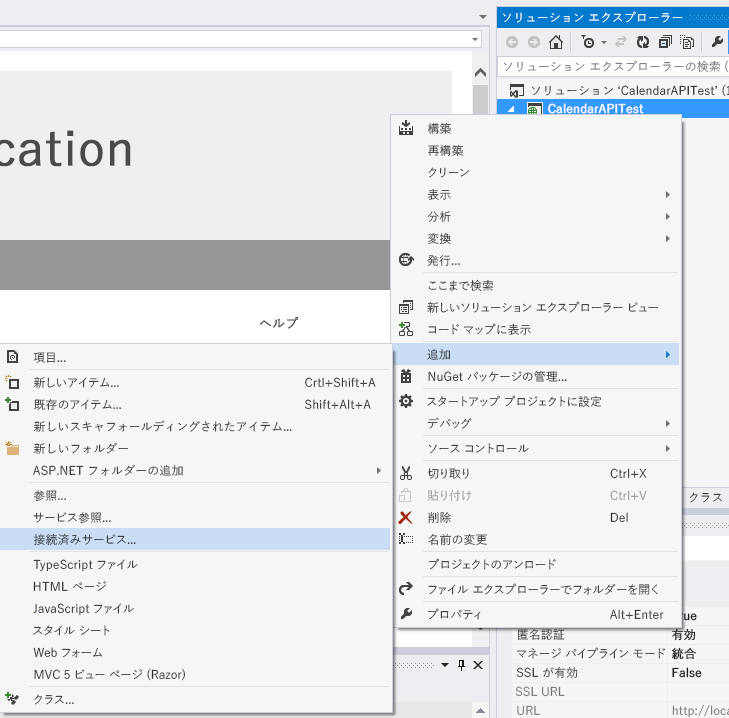 ソリューション エクスプローラー
ソリューション エクスプローラーの検索 (
ソリューション 'CalendarAPITest' (1
CalendarAPITest
cation
ヘルプ
構築
再構築
クリーン
表示
分析
変換
発行...
ここまで検索
新しいソリューション エクスプローラー ビュー
コード マップに表示
追加
NuGet パッケージの管理...
スタートアップ プロジェクトに設定
デバッグ
ソース コントロール
切り取り Ctrl+X
貼り付け Ctrl+V
削除 Del
名前の変更
プロジェクトのアンロード
ファイル エクスプローラーでフォルダーを開く
プロパティ Alt+Enter
項目...
新しいアイテム... Crtl+Shift+A
既存のアイテム... Shift+Alt+A
新しいスキャフォールディングされたアイテム...
新しいフォルダー
ASP.NET フォルダーの追加
参照...
サービス参照...
接続済みサービス...
TypeScript ファイル
HTML ページ
JavaScript ファイル
スタイル シート
Web フォーム
MVC 5 ビュー ページ (Razor)
クラス...
クラス
rue
匿名認証 有効
マネージ パイプライン モード 統合
SSL が有効 False
SSL URL
URL http://loca